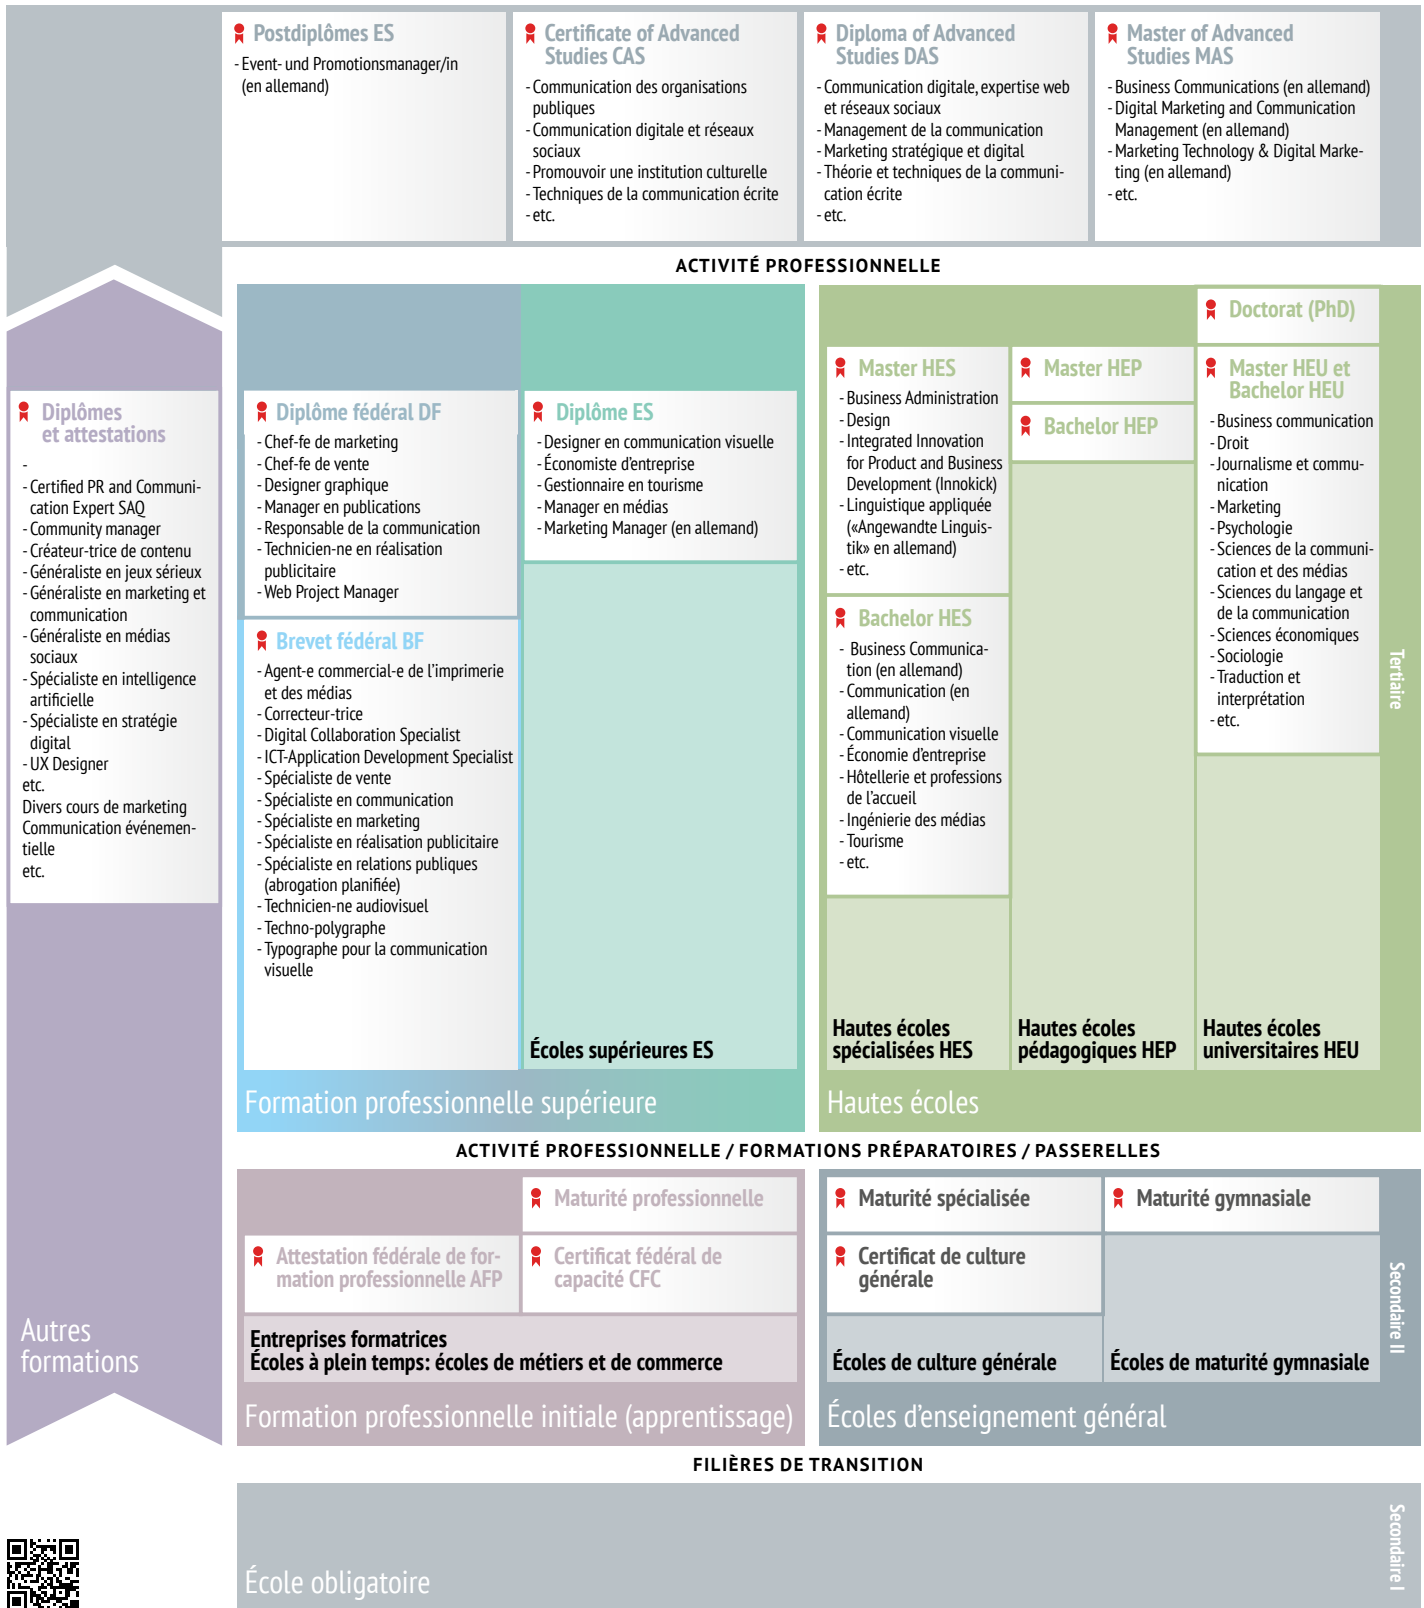 Postdiplômes ES
- Event- und Promotionsmanager/in
(en allemand)
Certificate of Advanced
Studies CAS
- Communication des organisations
publiques
- Communication digitale et réseaux
sociaux
- Promouvoir une institution culturelle
- Techniques de la communication écrite
- etc.
Diploma of Advanced
Studies DAS
- Communication digitale, expertise web
et réseaux sociaux
- Management de la communication
- Marketing stratégique et digital
- Théorie et techniques de la communi-
cation écrite
- etc.
Master of Advanced
Studies MAS
- Business Communications (en allemand)
- Digital Marketing and Communication
Management (en allemand)
- Marketing Technology & Digital Marke-
ting (en allemand)
- etc.
ACTIVITÉ PROFESSIONNELLE
Diplômes
et attestations
-
- Certified PR and Communi-
cation Expert SAQ
- Community manager
- Créateur-trice de contenu
- Généraliste en jeux sérieux
- Généraliste en marketing et
communication
- Généraliste en médias
sociaux
- Spécialiste en intelligence
artificielle
- Spécialiste en stratégie
digital
- UX Designer
etc.
Divers cours de marketing
Communication événemen-
tielle
etc.
Autres
formations
Diplôme fédéral DF
- Chef-fe de marketing
- Chef-fe de vente
- Designer graphique
- Manager en publications
- Responsable de la communication
- Technicien-ne en réalisation
publicitaire
- Web Project Manager
Brevet fédéral BF
- Agent-e commercial-e de l'imprimerie
et des médias
- Correcteur-trice
- Digital Collaboration Specialist
- ICT-Application Development Specialist
- Spécialiste de vente
- Spécialiste en communication
- Spécialiste en marketing
- Spécialiste en réalisation publicitaire
- Spécialiste en relations publiques
(abrogation planifiée)
- Technicien-ne audiovisuel
- Techno-polygraphe
- Typographe pour la communication
visuelle
Diplôme ES
- Designer en communication visuelle
- Économiste d'entreprise
- Gestionnaire en tourisme
- Manager en médias
- Marketing Manager (en allemand)
Écoles supérieures ES
Formation professionnelle supérieure
Master HES
- Business Administration
- Design
- Integrated Innovation
for Product and Business
Development (Innokick)
- Linguistique appliquée
(«Angewandte Linguis-
tik» en allemand)
- etc.
Bachelor HES
- Business Communica-
tion (en allemand)
- Communication (en
allemand)
- Communication visuelle
- Économie d'entreprise
- Hôtellerie et professions
de l'accueil
- Ingénierie des médias
- Tourisme
- etc.
Hautes écoles
spécialisées HES
Master HEP
Bachelor HEP
Hautes écoles
pédagogiques HEP
Doctorat (PhD)
Master HEU et
Bachelor HEU
- Business communication
- Droit
- Journalisme et commu-
nication
- Marketing
- Psychologie
- Sciences de la communi-
cation et des médias
- Sciences du langage et
de la communication
- Sciences économiques
- Sociologie
- Traduction et
interprétation
- etc.
Hautes écoles
universitaires HEU
Hautes écoles
Tertiaire
ACTIVITÉ PROFESSIONNELLE / FORMATIONS PRÉPARATOIRES / PASSERELLES
Maturité professionnelle
Attestation fédérale de for-
mation professionnelle AFP
Certificat fédéral de
capacité CFC
Entreprises formatrices
Écoles à plein temps: écoles de métiers et de commerce
Formation professionnelle initiale (apprentissage)
Maturité spécialisée
Certificat de culture
générale
Écoles de culture générale
Maturité gymnasiale
Écoles de maturité gymnasiale
Écoles d'enseignement général
Secondaire II
FILIÈRES DE TRANSITION
École obligatoire
Secondaire I